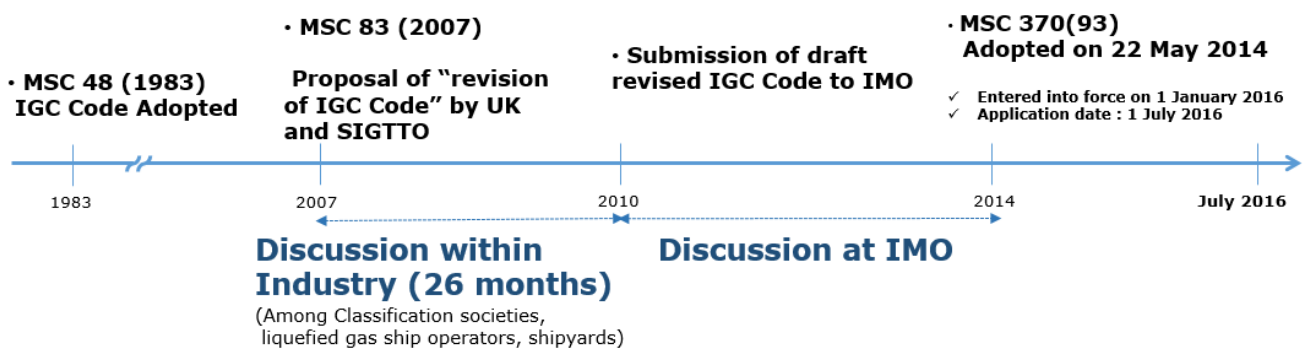 • MSC 48 (1983)
IGC Code Adopted
• MSC 83 (2007)
Proposal of “revision
of IGC Code” by UK
and SIGTTO
• Submission of draft
revised IGC Code to IMO
• MSC 370(93)
Adopted on 22 May 2014
✓ Entered into force on 1 January 2016
✓ Application date : 1 July 2016
1983
2007
2010
2014
July 2016
Discussion within
Industry (26 months)
(Among Classification societies,
liquefied gas ship operators, shipyards)
Discussion at IMO